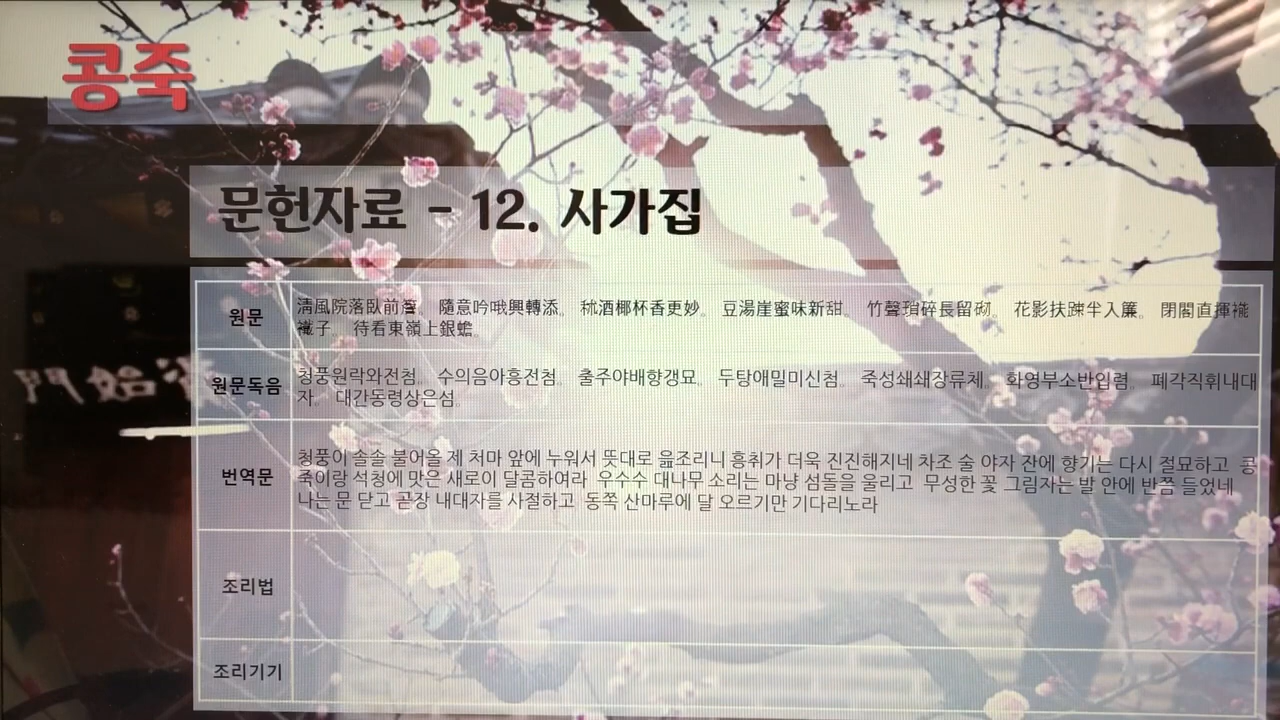 콩죽
문헌자료 - 12. 사가집
원문
淸風院落臥前簷。 隨意吟哦興轉添。 秫酒椰杯香更妙。 豆湯崖蜜味新甜。 竹聲瑣碎長留砌。 花影扶踈半入簾。 閉閤直揮褦
襶子。 待看東嶺上銀蟾。
원문독음
청풍원락와전첨。 수의음아흥전첨。 출주야배향갱묘。 두탕애밀미신첨。 죽성쇄쇄장류체。 화영부소반입렴。 폐각직휘내대
자。 대간동령상은섬。
번역문
청풍이 솔솔 불어올 제 처마 앞에 누워서 뜻대로 읊조리니 흥취가 더욱 진진해지네 차조 술 야자 잔에 향기는 다시 절묘하고 콩
죽이랑 석청에 맛은 새로이 달콤하여라 우수수 대나무 소리는 마냥 섬돌을 울리고 무성한 꽃 그림자는 발 안에 반쯤 들었네
나는 문 닫고 곧장 내대자를 사절하고 동쪽 산마루에 달 오르기만 기다리노라
조리법
조리기기